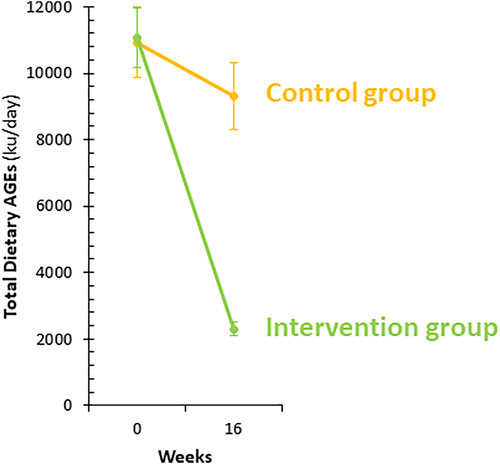 12000
10000
8000
6000
4000
2000
0
Total Dietary AGEs (ku/day)
Control group
Intervention group
0 16
Weeks